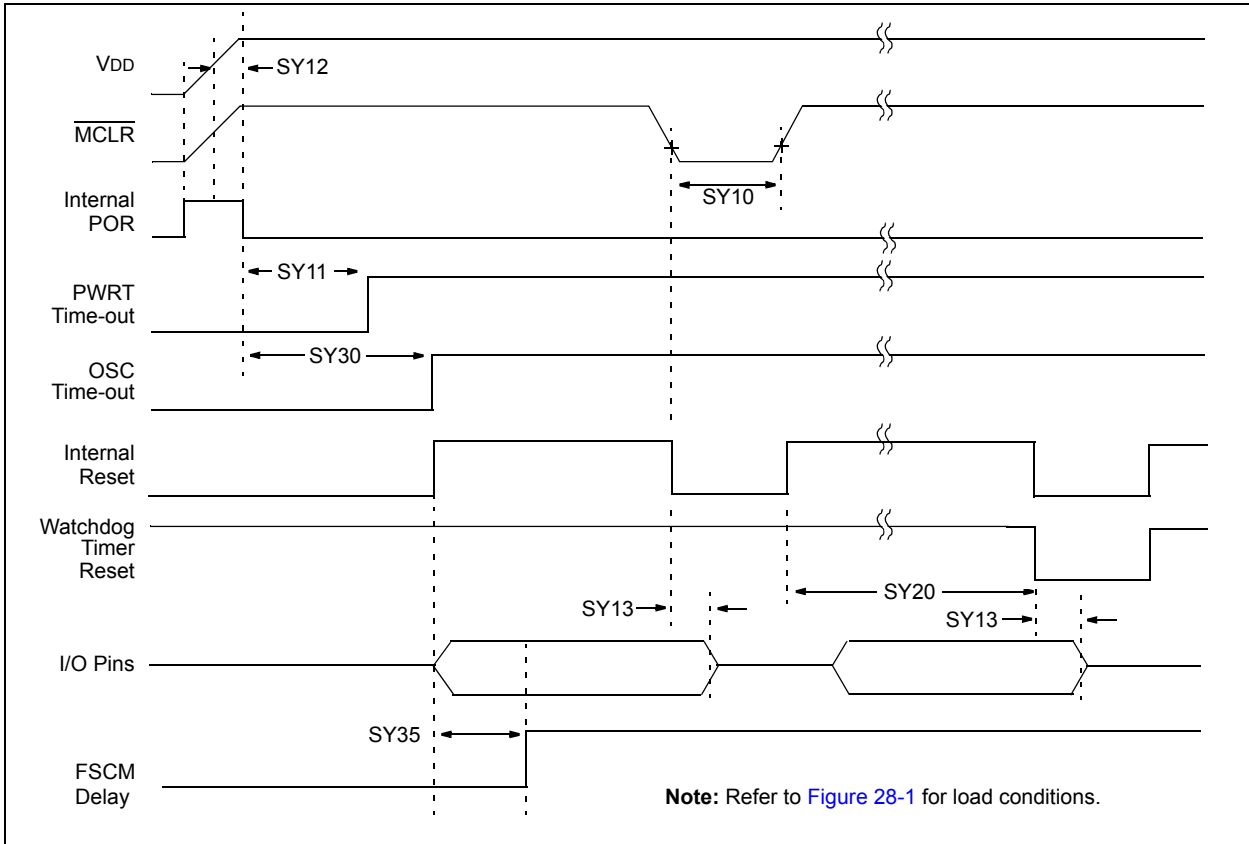 VDD
SY12
MCLR
SY10
Internal
POR
SY11
PWRT
Time-out
SY30
OSC
Time-out
Internal
Reset
Watchdog
Timer
Reset
SY20
SY13
SY13
I/O Pins
SY35
FSCM
Delay
Note: Refer to Figure 28-1 for load conditions.